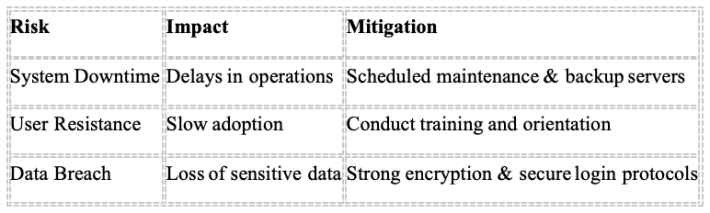 Risk Impact Mitigation
System Downtime Delays in operations Scheduled maintenance & backup servers
User Resistance Slow adoption Conduct training and orientation
Data Breach Loss of sensitive data Strong encryption & secure login protocols